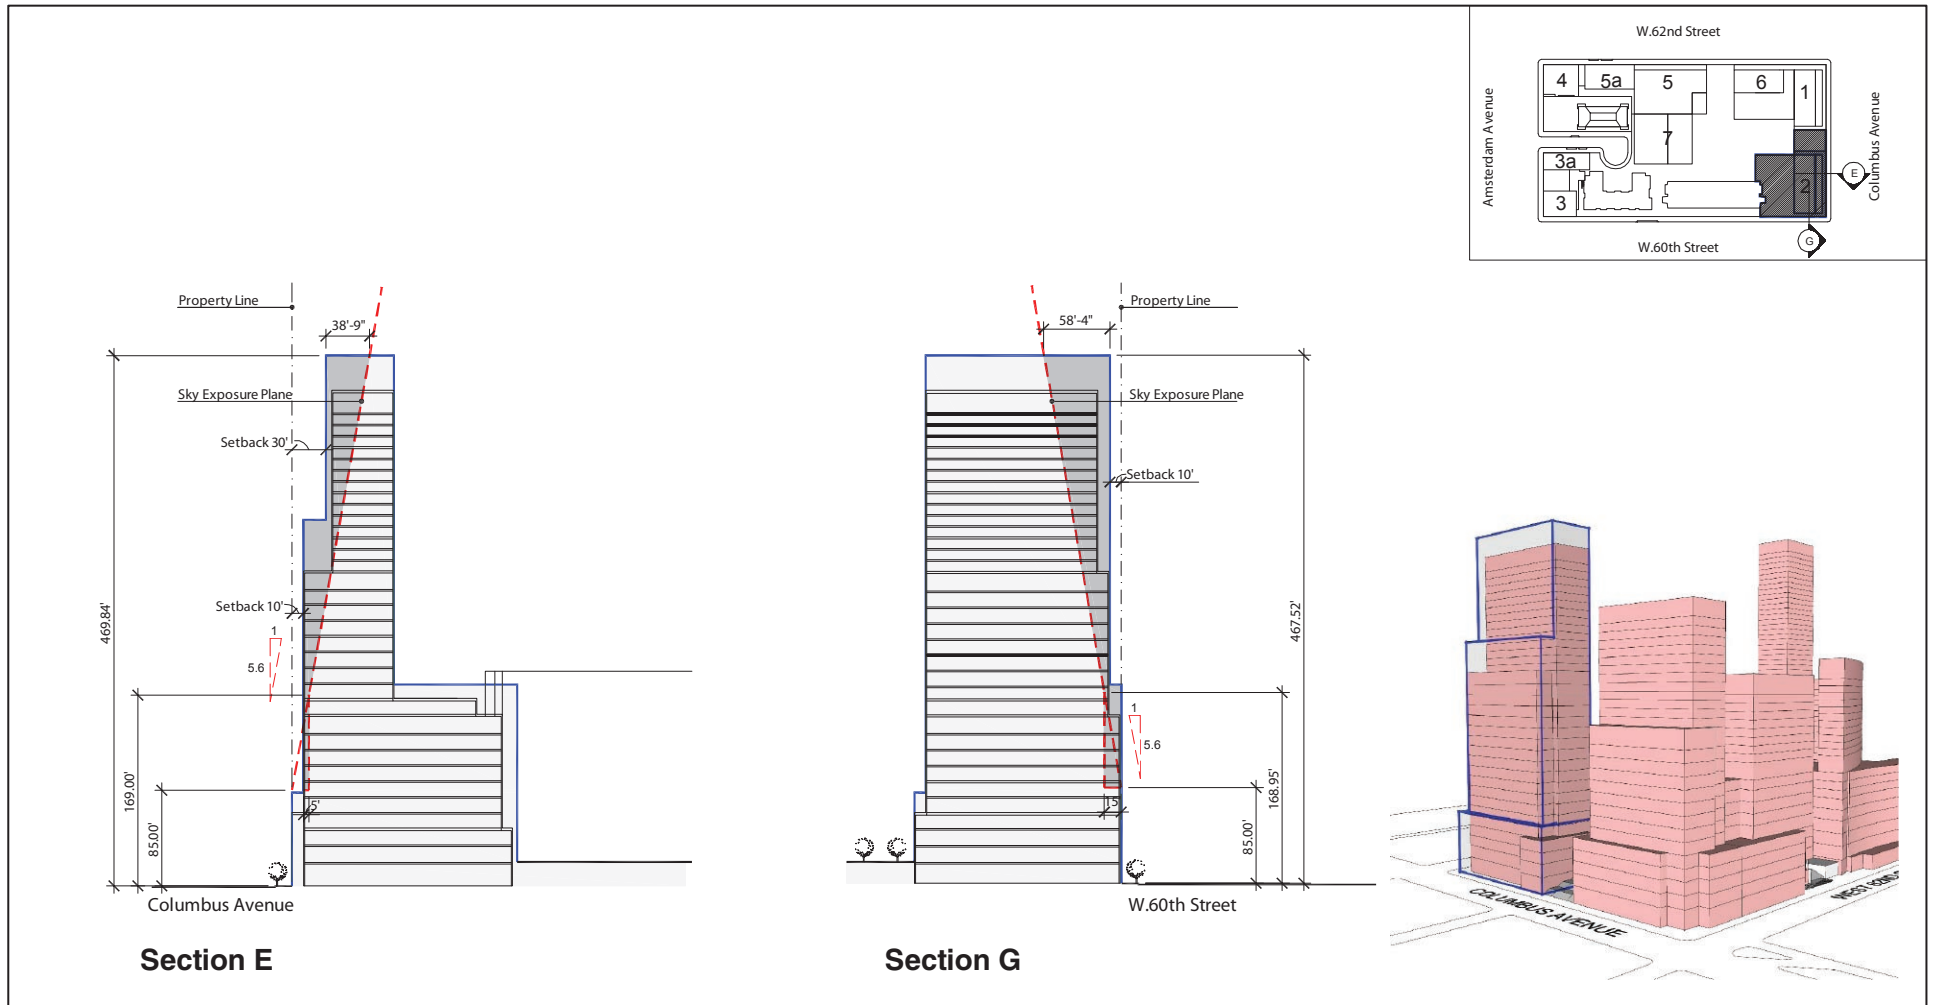 W.62nd Street
Amsterdam Avenue
Columbus Avenue
4
5a
5
6
1
7
3a
3
2
E
G
W.60th Street
Property Line
38'-9"
Sky Exposure Plane
Setback 30'
Setback 10'
1
5.6
469.84'
169.00'
85.00'
5'
Columbus Avenue
Section E
Property Line
58'-4"
Sky Exposure Plane
Setback 10'
1
5.6
467.52'
168.95'
85.00'
15'
W.60th Street
Section G
COLUMBUS AVENUE
WEST